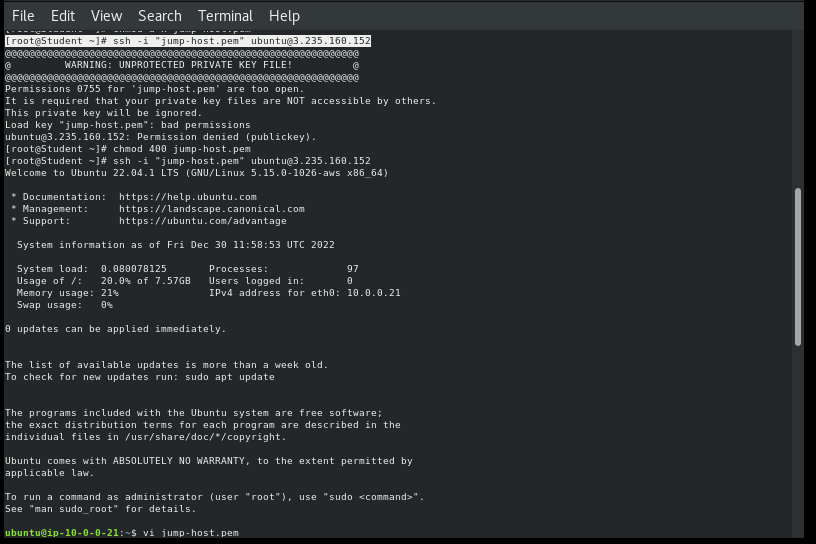 File Edit View Search Terminal Help
[root@Student ~]# ssh -i "jump-host.pem" ubuntu@3.235.160.152
@@@@@@@@@@@@@@@@@@@@@@@@@@@@@@@@@@@@@@@@@@@@@@@@@@@@@@@@@@@
@         WARNING: UNPROTECTED PRIVATE KEY FILE!          @
@@@@@@@@@@@@@@@@@@@@@@@@@@@@@@@@@@@@@@@@@@@@@@@@@@@@@@@@@@@
Permissions 0755 for 'jump-host.pem' are too open.
It is required that your private key files are NOT accessible by others.
This private key will be ignored.
Load key "jump-host.pem": bad permissions
ubuntu@3.235.160.152: Permission denied (publickey).
[root@Student ~]# chmod 400 jump-host.pem
[root@Student ~]# ssh -i "jump-host.pem" ubuntu@3.235.160.152
Welcome to Ubuntu 22.04.1 LTS (GNU/Linux 5.15.0-1026-aws x86_64)
 * Documentation:  https://help.ubuntu.com
 * Management:     https://landscape.canonical.com
 * Support:        https://ubuntu.com/advantage
  System information as of Fri Dec 30 11:58:53 UTC 2022
  System load:  0.080078125       Processes:             97
  Usage of /:   20.0% of 7.57GB   Users logged in:       0
  Memory usage: 21%               IPv4 address for eth0: 10.0.0.21
  Swap usage:   0%
0 updates can be applied immediately.
The list of available updates is more than a week old.
To check for new updates run: sudo apt update
The programs included with the Ubuntu system are free software;
the exact distribution terms for each program are described in the
individual files in /usr/share/doc/*/copyright.
Ubuntu comes with ABSOLUTELY NO WARRANTY, to the extent permitted by
applicable law.
To run a command as administrator (user "root"), use "sudo <command>".
See "man sudo_root" for details.
ubuntu@ip-10-0-0-21:~$ vi jump-host.pem